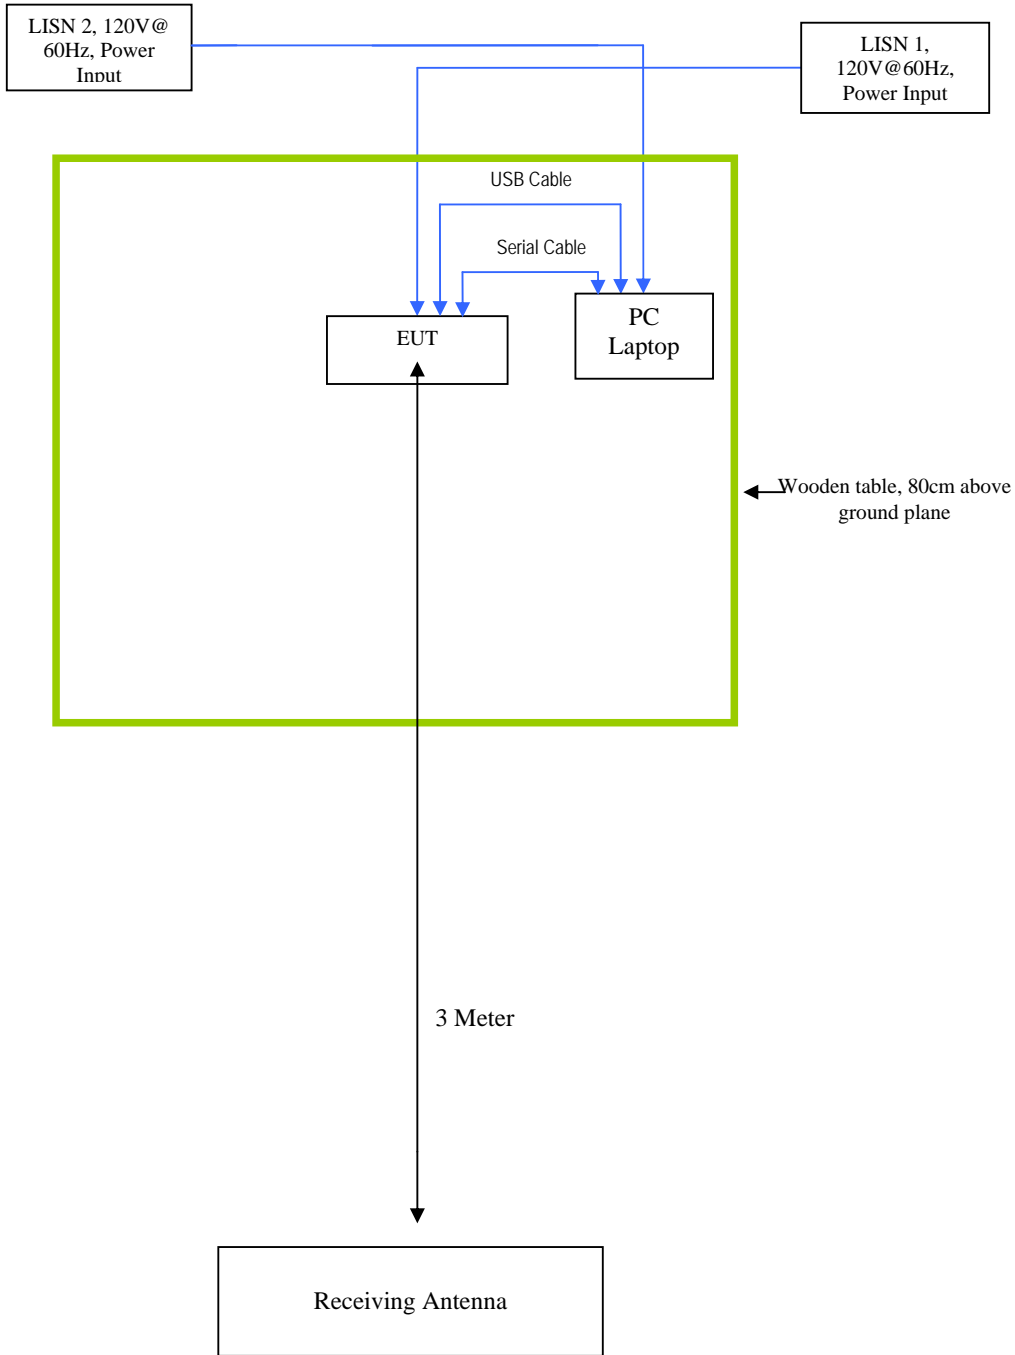 LISN 2, 120V@
60Hz, Power
Input
LISN 1,
120V@60Hz,
Power Input
USB Cable
Serial Cable
EUT
PC
Laptop
Wooden table, 80cm above
ground plane
3 Meter
Receiving Antenna